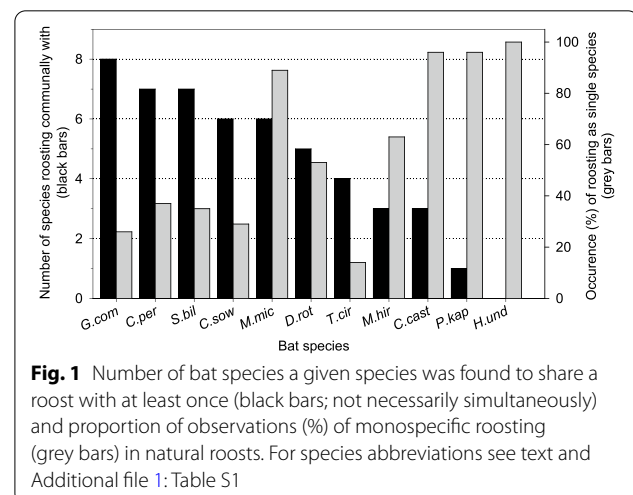 Number of species roosting communally with
(black bars)
8
6
4
2
0
100
80
60
40
20
0
Occurence (%) of roosting as single species
(grey bars)
G.com C.per S.bil C.sow M.mic D.rot T.cir M.hir C.cast P.kap H.und
Bat species
Fig. 1 Number of bat species a given species was found to share a
roost with at least once (black bars; not necessarily simultaneously)
and proportion of observations (%) of monospecific roosting
(grey bars) in natural roosts. For species abbreviations see text and
Additional file 1: Table S1